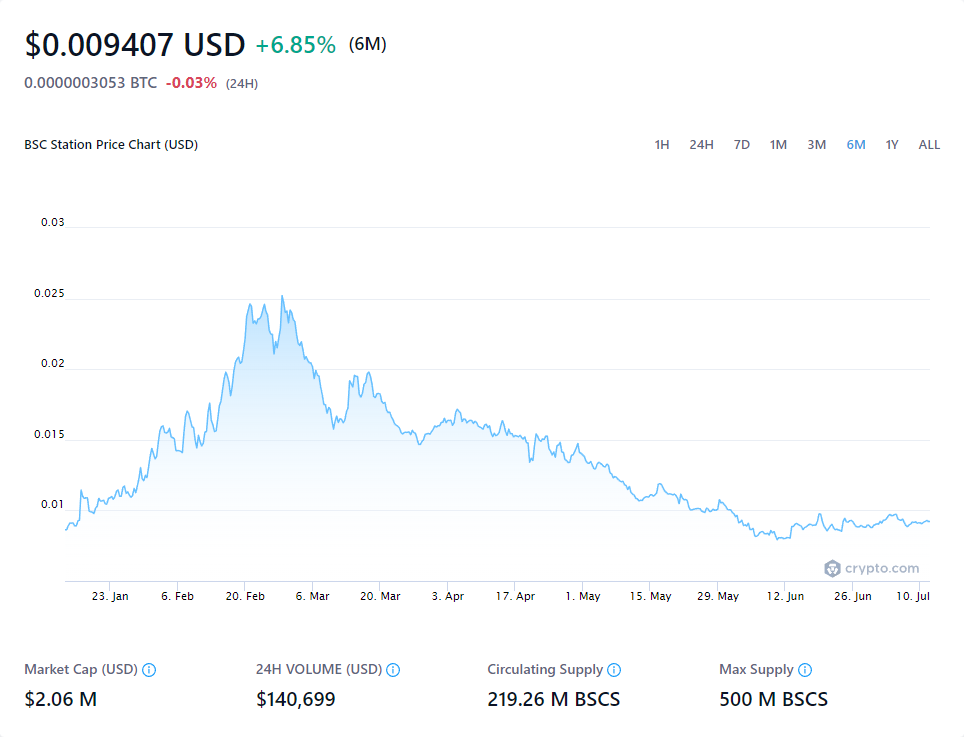 $0.009407 USD +6.85% (6M)
0.0000003053 BTC -0.03% (24H)
BSC Station Price Chart (USD) 1H 24H 7D 1M 3M 6M 1Y ALL
0.03
0.025
0.02
0.015
0.01
crypto.com
23. Jan 6. Feb 20. Feb 6. Mar 20. Mar 3. Apr 17. Apr 1. May 15. May 29. May 12. Jun 26. Jun 10. Jul
Market Cap (USD) 24H VOLUME (USD) Circulating Supply Max Supply
$2.06 M $140,699 219.26 M BSCS 500 M BSCS